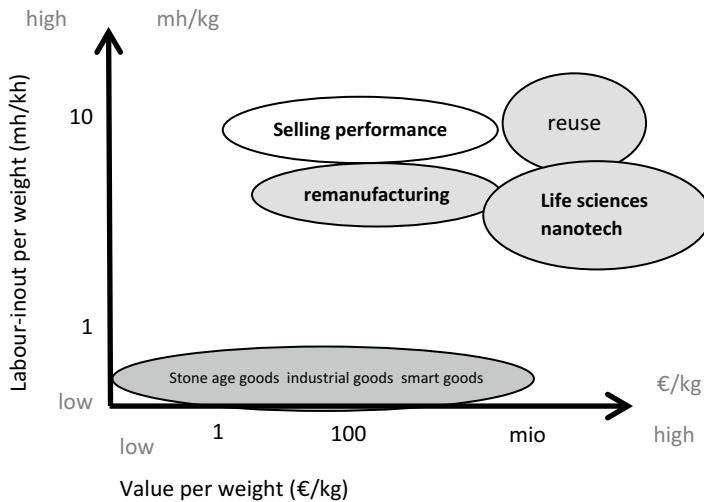 high
mh/kg
Labour-inout per weight (mh/kh)
10
Selling performance
reuse
remanufacturing
Life sciences
nanotech
1
Stone age goods industrial goods smart goods
€/kg
low
low
1
100
mio
high
Value per weight (€/kg)